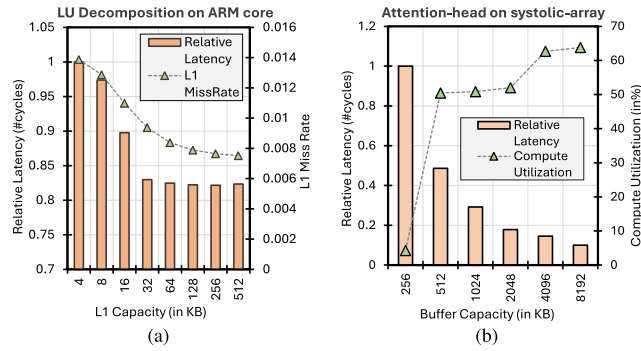 LU Decomposition on ARM core
1.05
1
0.95
0.9
0.85
0.8
0.75
0.7
Relative Latency (#cycles)
Relative
Latency
L1
MissRate
0.016
0.014
0.012
0.01
0.008
0.006
0.004
0.002
0
L1 Miss Rate
4
8
16
32
64
128
256
512
L1 Capacity (in KB)
(a)
Attention-head on systolic-array
1.2
1
0.8
0.6
0.4
0.2
0
Relative Latency (#cycles)
Relative
Latency
Compute
Utilization
70
60
50
40
30
20
10
0
Compute Utilizatiuon (in%)
256
512
1024
2048
4096
8192
Buffer Capacity (in KB)
(b)